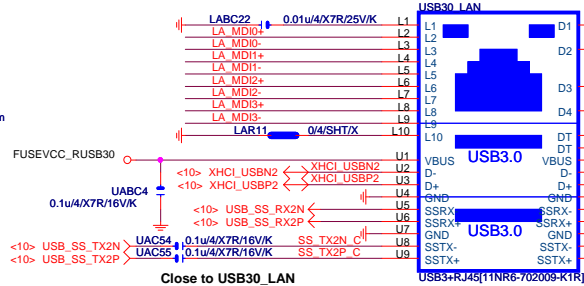 USB30_LAN
LABC22 0.01u/4/X7R/25V/K L1 L1 D1
LA_MDI0+ L2 L2
LA_MDI0- L3 L3 D2
LA_MDI1+ L4 L4
LA_MDI1- L5 L5
LA_MDI2+ L6 L6
LA_MDI2- L7 L7 D3
LA_MDI3+ L8 L8 D4
LA_MDI3- L9 L9
LAR11 0/4/SHT/X L10 L10 DT
DT
FUSEVCC_RUSB30 U1 VBUS USB3.0 VBUS
<10> XHCI_USBN2 XHCI_USBN2 U2 D- D-
<10> XHCI_USBP2 XHCI_USBP2 U3 D+ D+
UABC4 U4 GND GND
0.1u/4/X7R/16V/K
<10> USB_SS_RX2N U5 SSRX- SSRX-
<10> USB_SS_RX2P U6 SSRX+ SSRX+
U7 GND USB3.0 GND
<10> USB_SS_TX2N UAC54 0.1u/4/X7R/16V/K SS_TX2N_C U8 SSTX- SSTX-
<10> USB_SS_TX2P UAC55 0.1u/4/X7R/16V/K SS_TX2P_C U9 SSTX+ SSTX+
Close to USB30_LAN
USB3+RJ45[11NR6-702009-K1R]